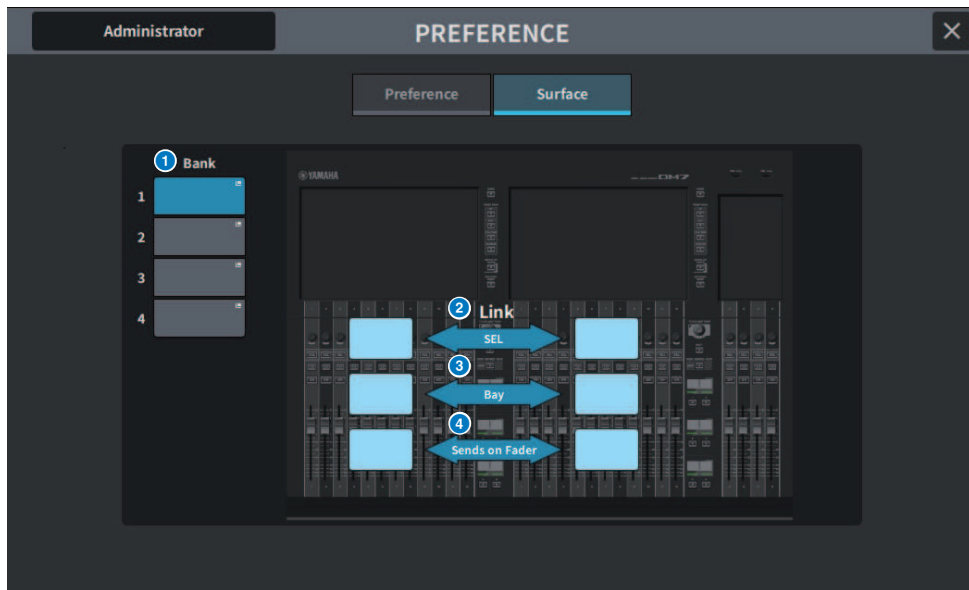 Administrator
PREFERENCE
Preference
Surface
1 Bank
YAMAHA
DM7
1
2
3
4
2 Link
SEL
3
Bay
4
Sends on Fader